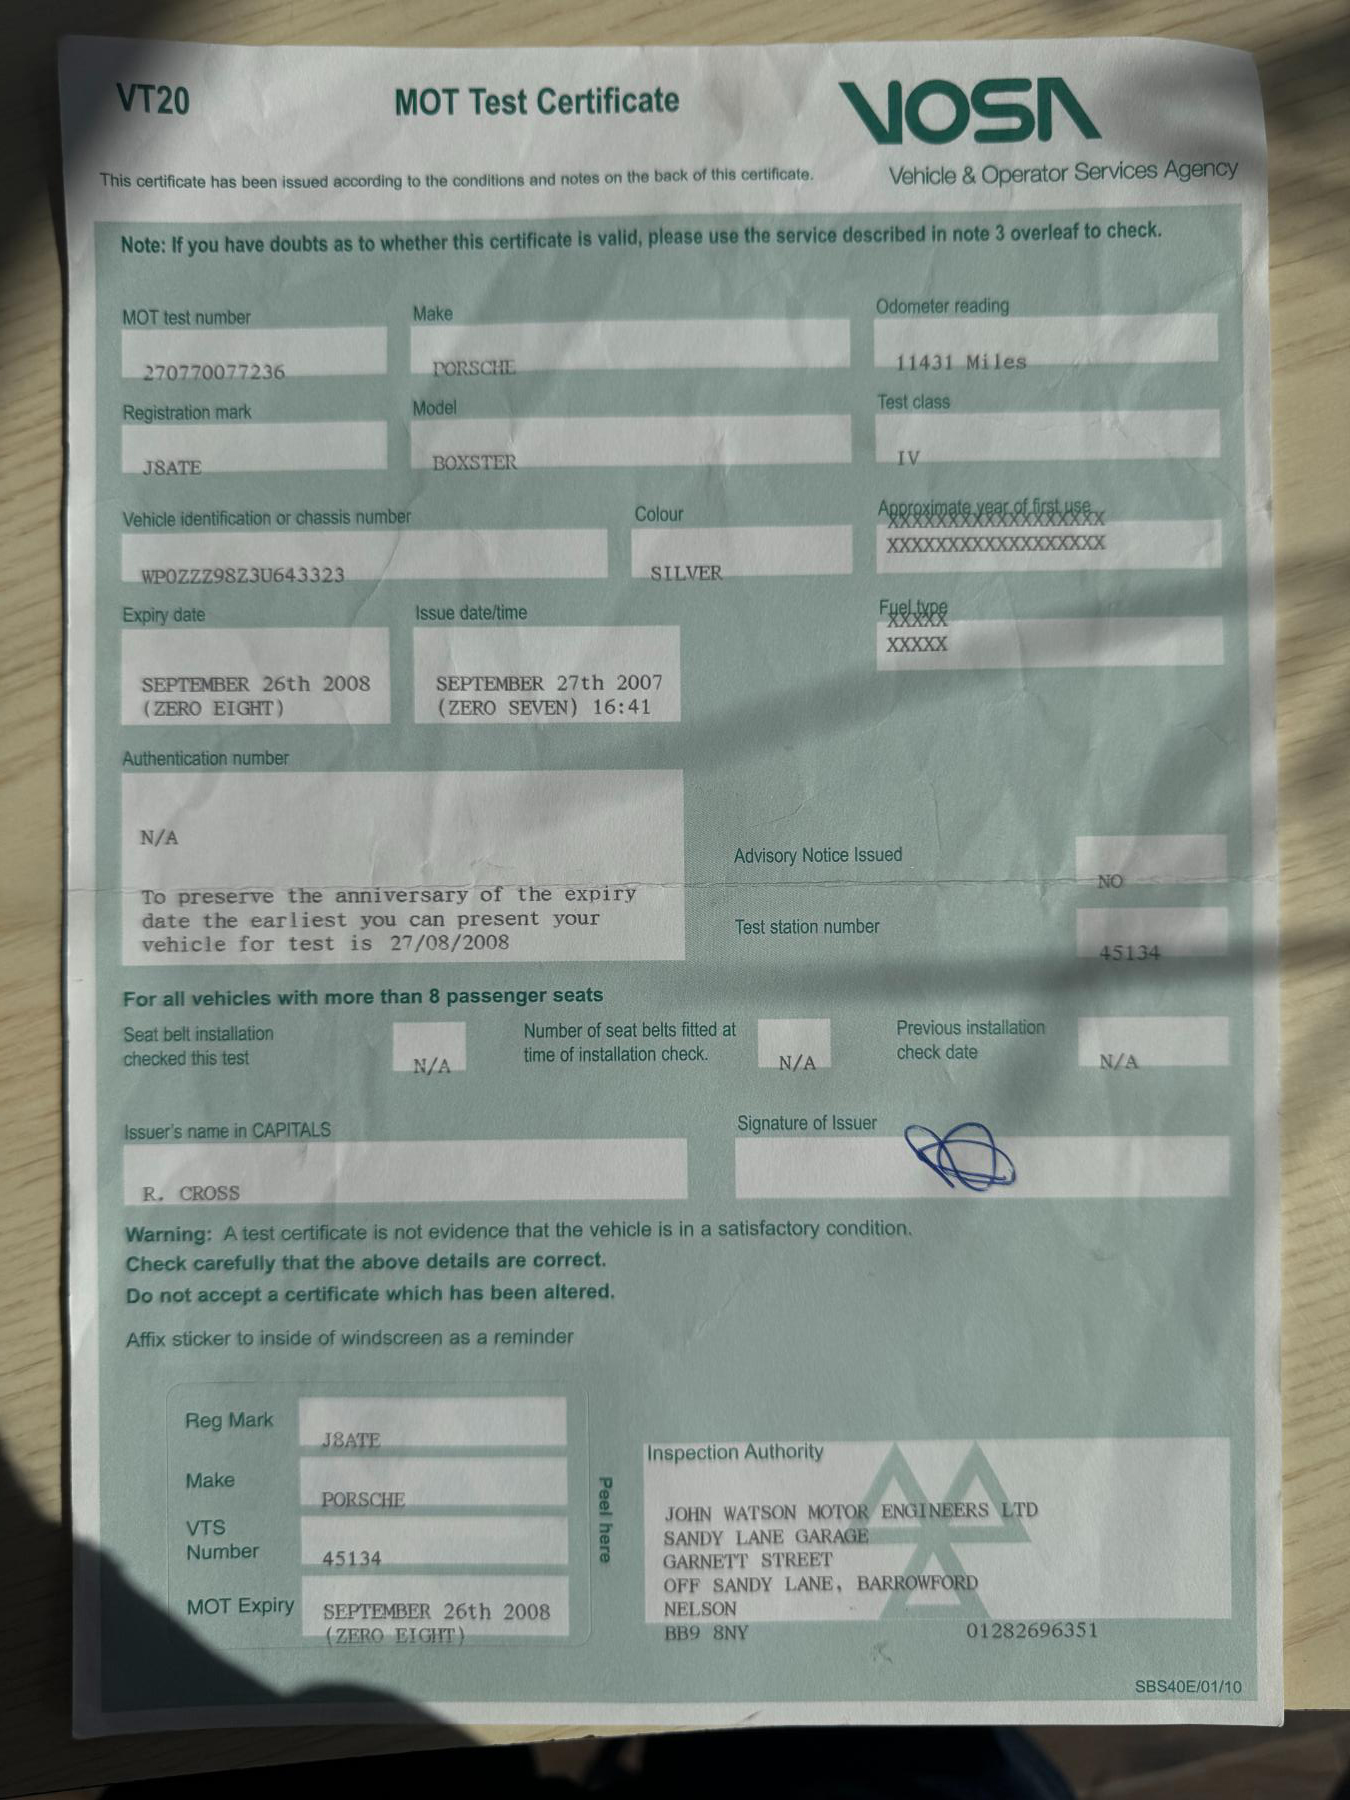 VT20
MOT Test Certificate
VOSA
This certificate has been issued according to the conditions and notes on the back of this certificate.
Vehicle & Operator Services Agency
Note: If you have doubts as to whether this certificate is valid, please use the service described in note 3 overleaf to check.
MOT test number
Make
Odometer reading
270770077236
PORSCHE
11431 Miles
Registration mark
Model
Test class
J8ATE
BOXSTER
IV
Vehicle identification or chassis number
Colour
Approximate year of first use
XXXXXXXXXXXXXXXXXX
WP0ZZZ98Z3U643323
SILVER
XXXXXXXXXXXXXXXXXX
Expiry date
Issue date/time
Fuel type
XXXXX
XXXXX
SEPTEMBER 26th 2008
(ZERO EIGHT)
SEPTEMBER 27th 2007
(ZERO SEVEN) 16:41
Authentication number
N/A
To preserve the anniversary of the expiry
date the earliest you can present your
vehicle for test is 27/08/2008
Advisory Notice Issued
NO
Test station number
45134
For all vehicles with more than 8 passenger seats
Seat belt installation
checked this test
N/A
Number of seat belts fitted at
time of installation check.
N/A
Previous installation
check date
N/A
Issuer's name in CAPITALS
Signature of Issuer
R. CROSS
Warning: A test certificate is not evidence that the vehicle is in a satisfactory condition.
Check carefully that the above details are correct.
Do not accept a certificate which has been altered.
Affix sticker to inside of windscreen as a reminder
Reg Mark
J8ATE
Make
PORSCHE
VTS
Number
45134
MOT Expiry
SEPTEMBER 26th 2008
(ZERO EIGHT)
Peel here
Inspection Authority
JOHN WATSON MOTOR ENGINEERS LTD
SANDY LANE GARAGE
GARNETT STREET
OFF SANDY LANE, BARROWFORD
NELSON
BB9 8NY
01282696351
SBS40E/01/10